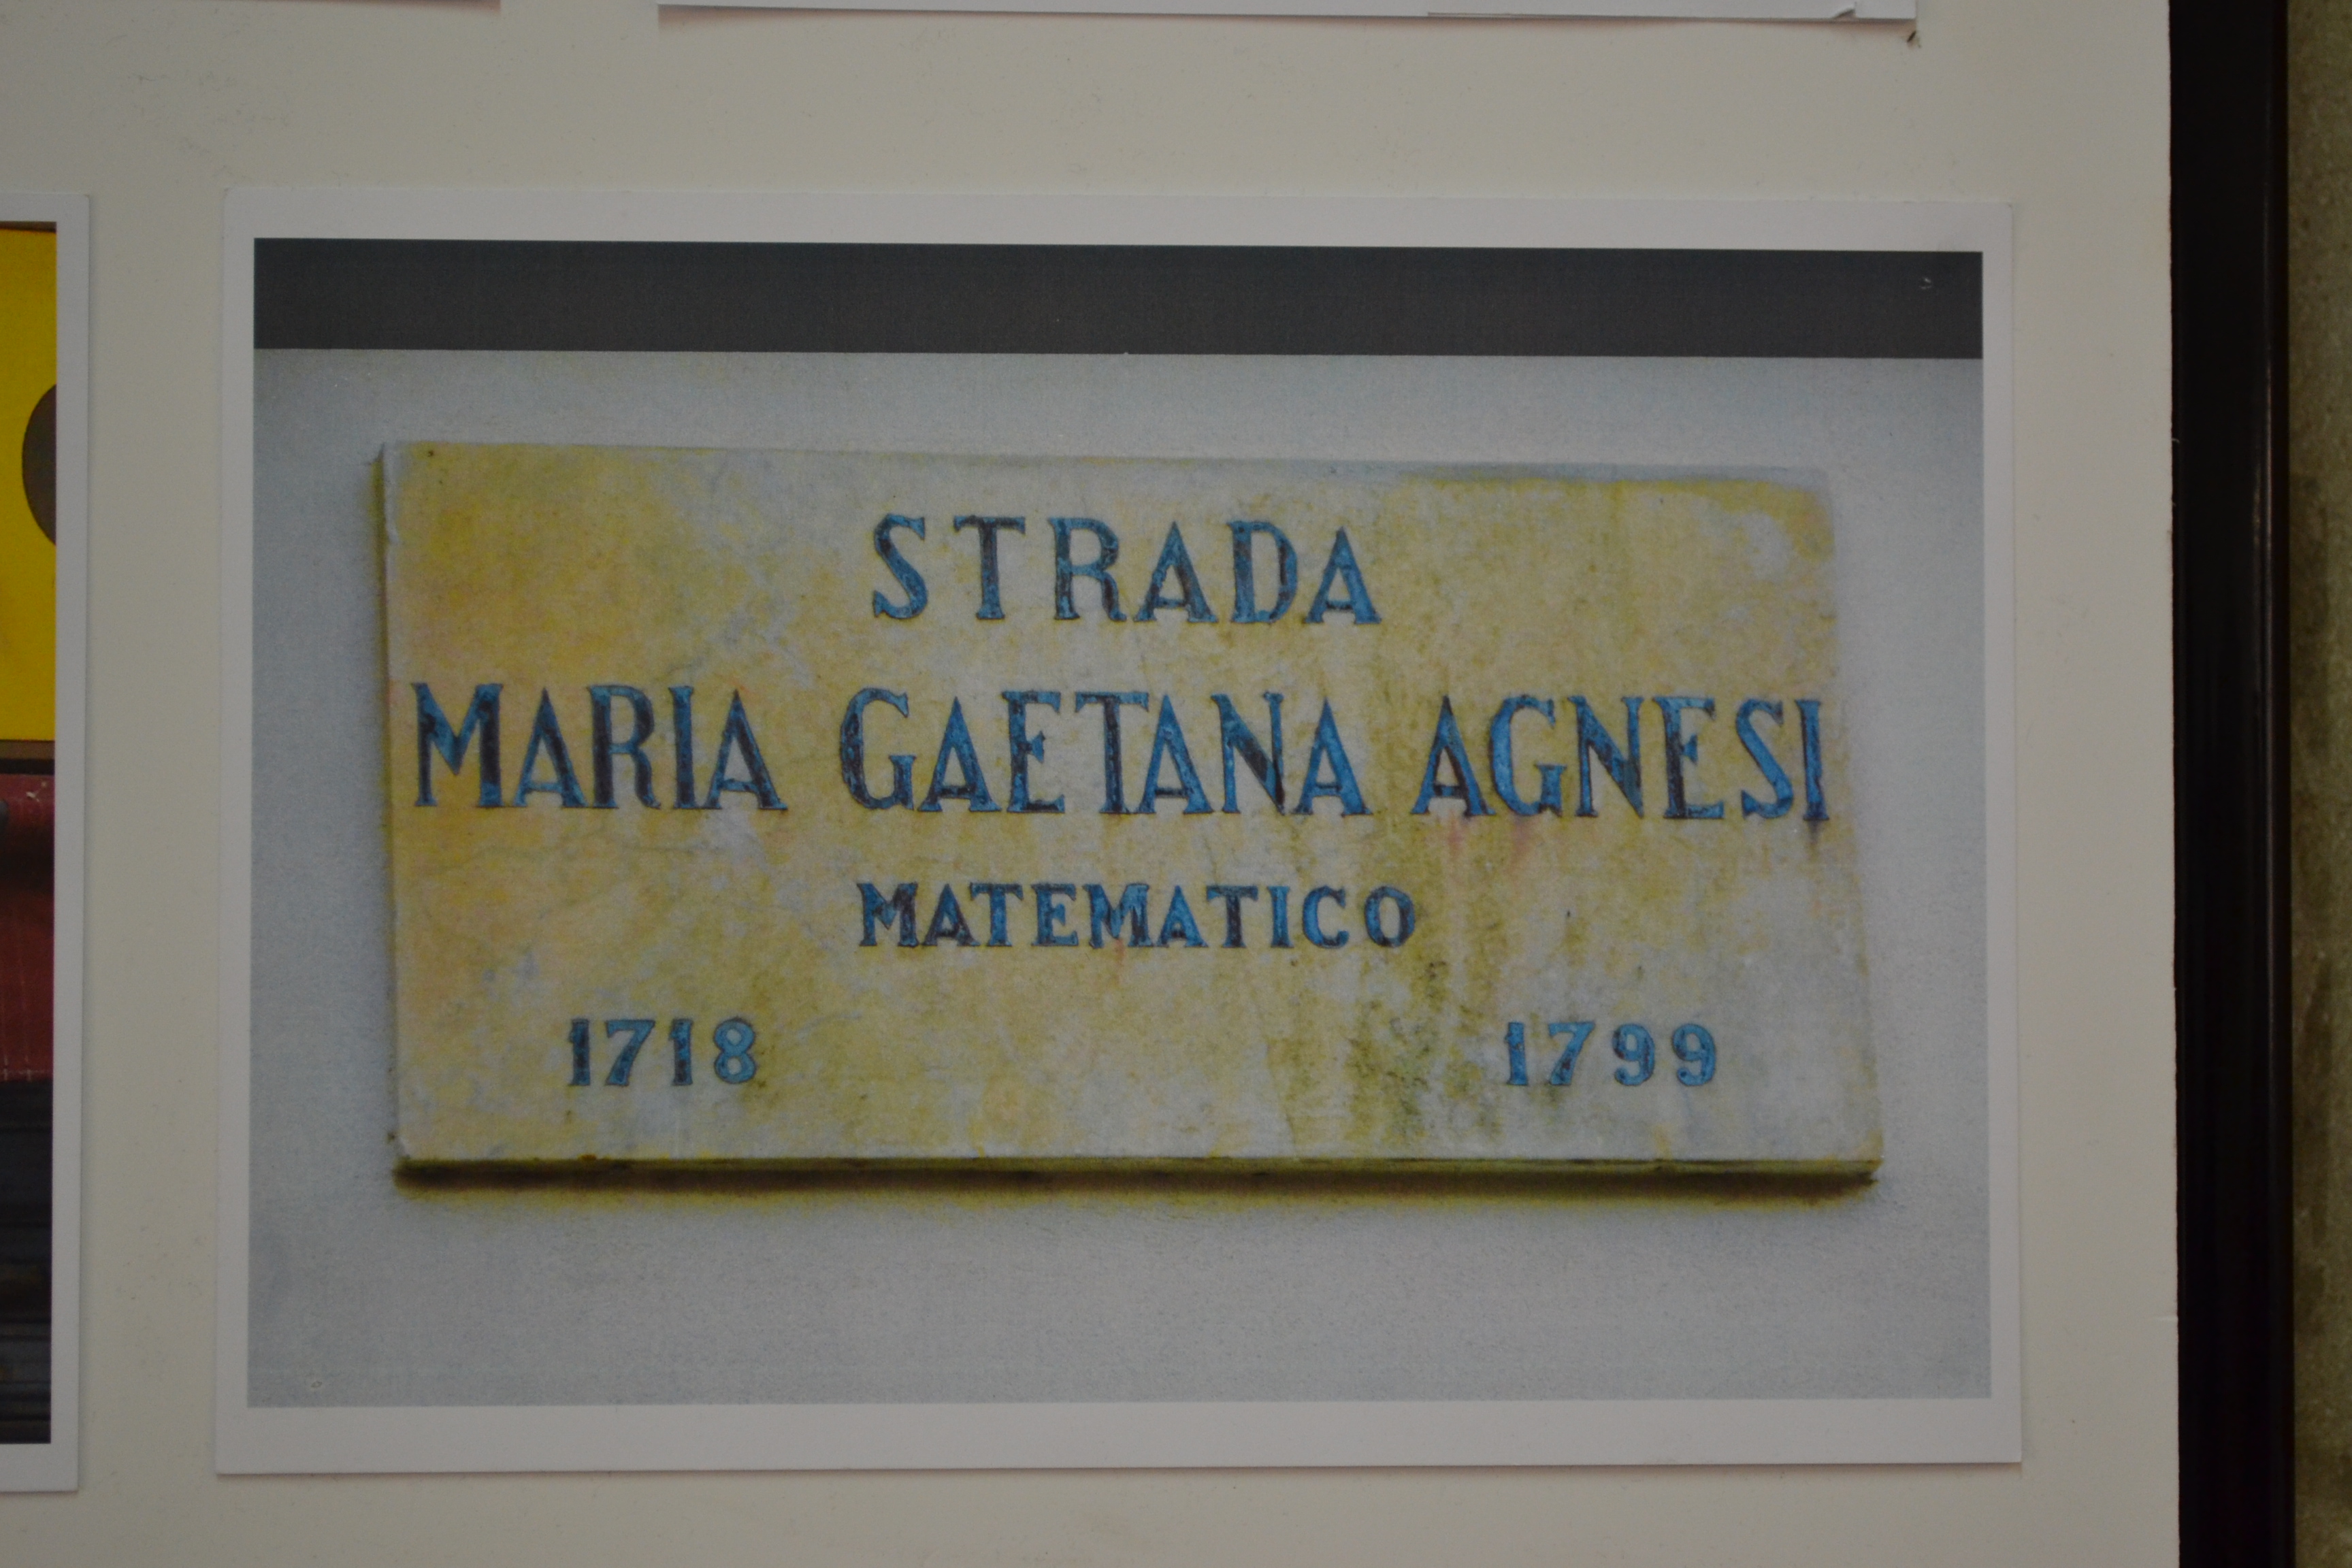 STRADA
MARIA GAETANA AGNESI
MATEMATICO
1718 1799